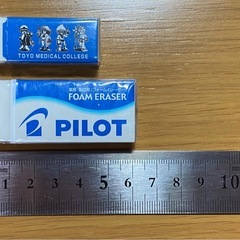 TOYO MEDICAL COLLEGE
FOAM ERASER
PILOT
1 2 3 4 5 6 7 8 9 10